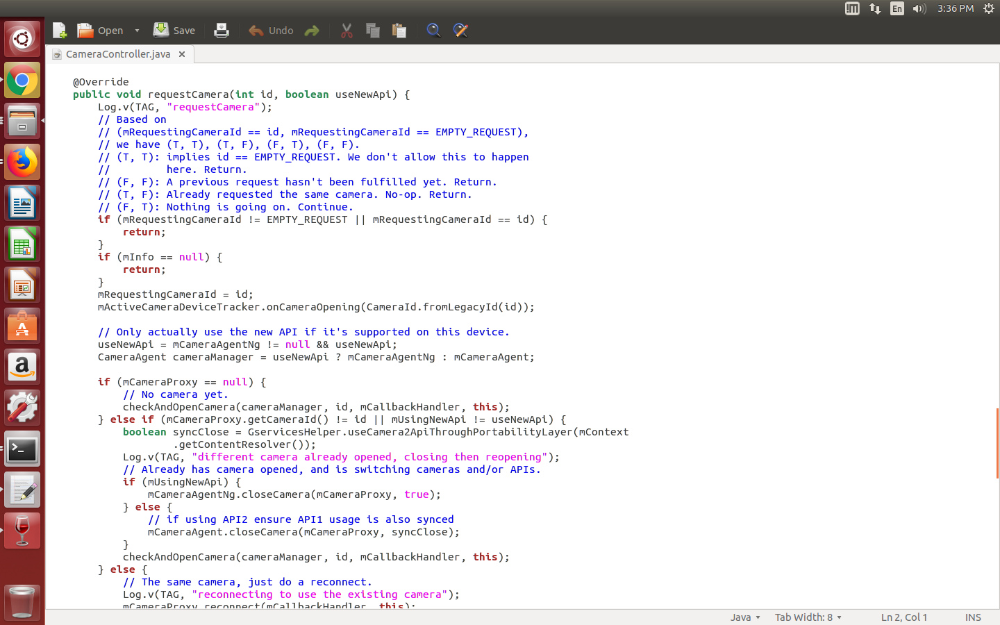 En
3:36 PM
Open
Save
Undo
CameraController.java
@Override
public void requestCamera(int id, boolean useNewApi) {
Log.v(TAG, "requestCamera");
// Based on
// (mRequestingCameraId == id, mRequestingCameraId == EMPTY_REQUEST),
// we have (T, T), (T, F), (F, T), (F, F).
// (T, T): implies id == EMPTY_REQUEST. We don't allow this to happen
//         here. Return.
// (F, F): A previous request hasn't been fulfilled yet. Return.
// (T, F): Already requested the same camera. No-op. Return.
// (F, T): Nothing is going on. Continue.
if (mRequestingCameraId != EMPTY_REQUEST || mRequestingCameraId == id) {
return;
}
if (mInfo == null) {
return;
}
mRequestingCameraId = id;
mActiveCameraDeviceTracker.onCameraOpening(CameraId.fromLegacyId(id));
// Only actually use the new API if it's supported on this device.
useNewApi = mCameraAgentNg != null && useNewApi;
CameraAgent cameraManager = useNewApi ? mCameraAgentNg : mCameraAgent;
if (mCameraProxy == null) {
// No camera yet.
checkAndOpenCamera(cameraManager, id, mCallbackHandler, this);
} else if (mCameraProxy.getCameraId() != id || mUsingNewApi != useNewApi) {
boolean syncClose = GservicesHelper.useCamera2ApiThroughPortabilityLayer(mContext
.getContentResolver());
Log.v(TAG, "different camera already opened, closing then reopening");
// Already has camera opened, and is switching cameras and/or APIs.
if (mUsingNewApi) {
mCameraAgentNg.closeCamera(mCameraProxy, true);
} else {
// if using API2 ensure API1 usage is also synced
mCameraAgent.closeCamera(mCameraProxy, syncClose);
}
checkAndOpenCamera(cameraManager, id, mCallbackHandler, this);
} else {
// The same camera, just do a reconnect.
Log.v(TAG, "reconnecting to use the existing camera");
mCameraProxy.reconnect(mCallbackHandler, this);
Java
Tab Width: 8
Ln 2, Col 1
INS